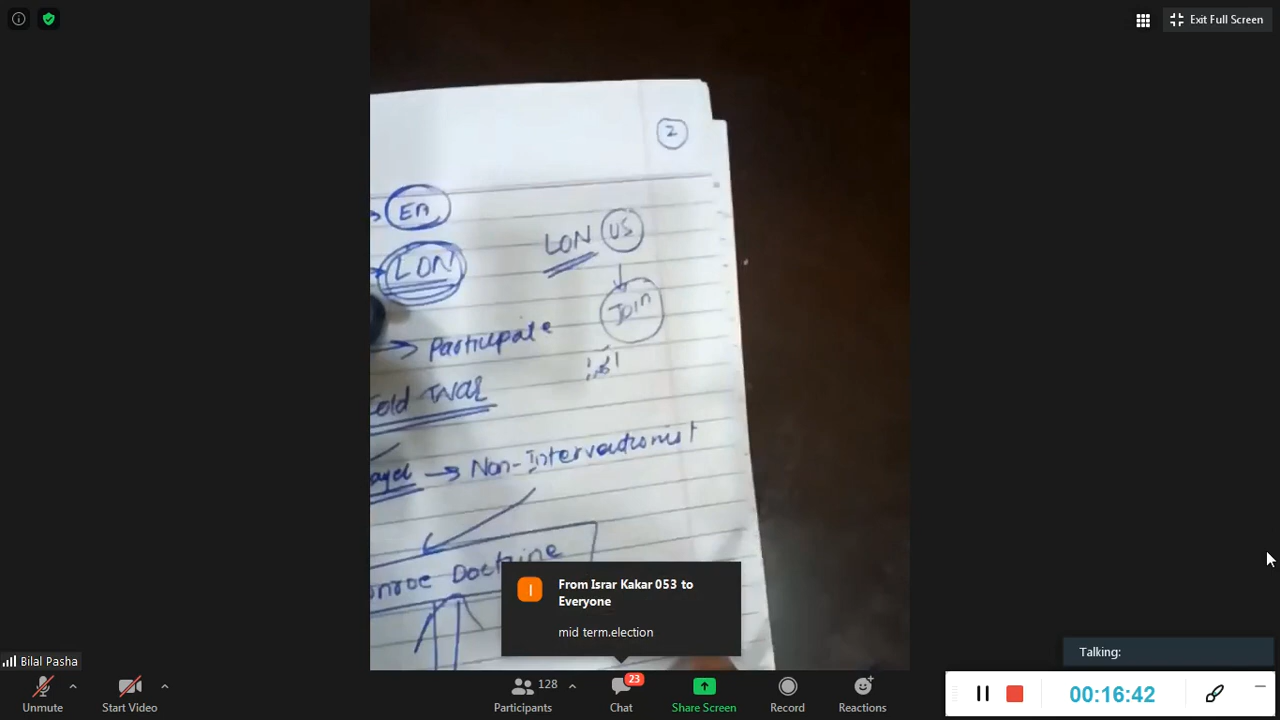 Exit Full Screen
2
EA
LON US
LON
Join
Participate
Cold War
Non-Interventionist
onroe Doctrine
I
From Israr Kakar 053 to
Everyone
mid term.election
Bilal Pasha
Talking:
Unmute
Start Video
128
Participants
23
Chat
Share Screen
Record
Reactions
00:16:42